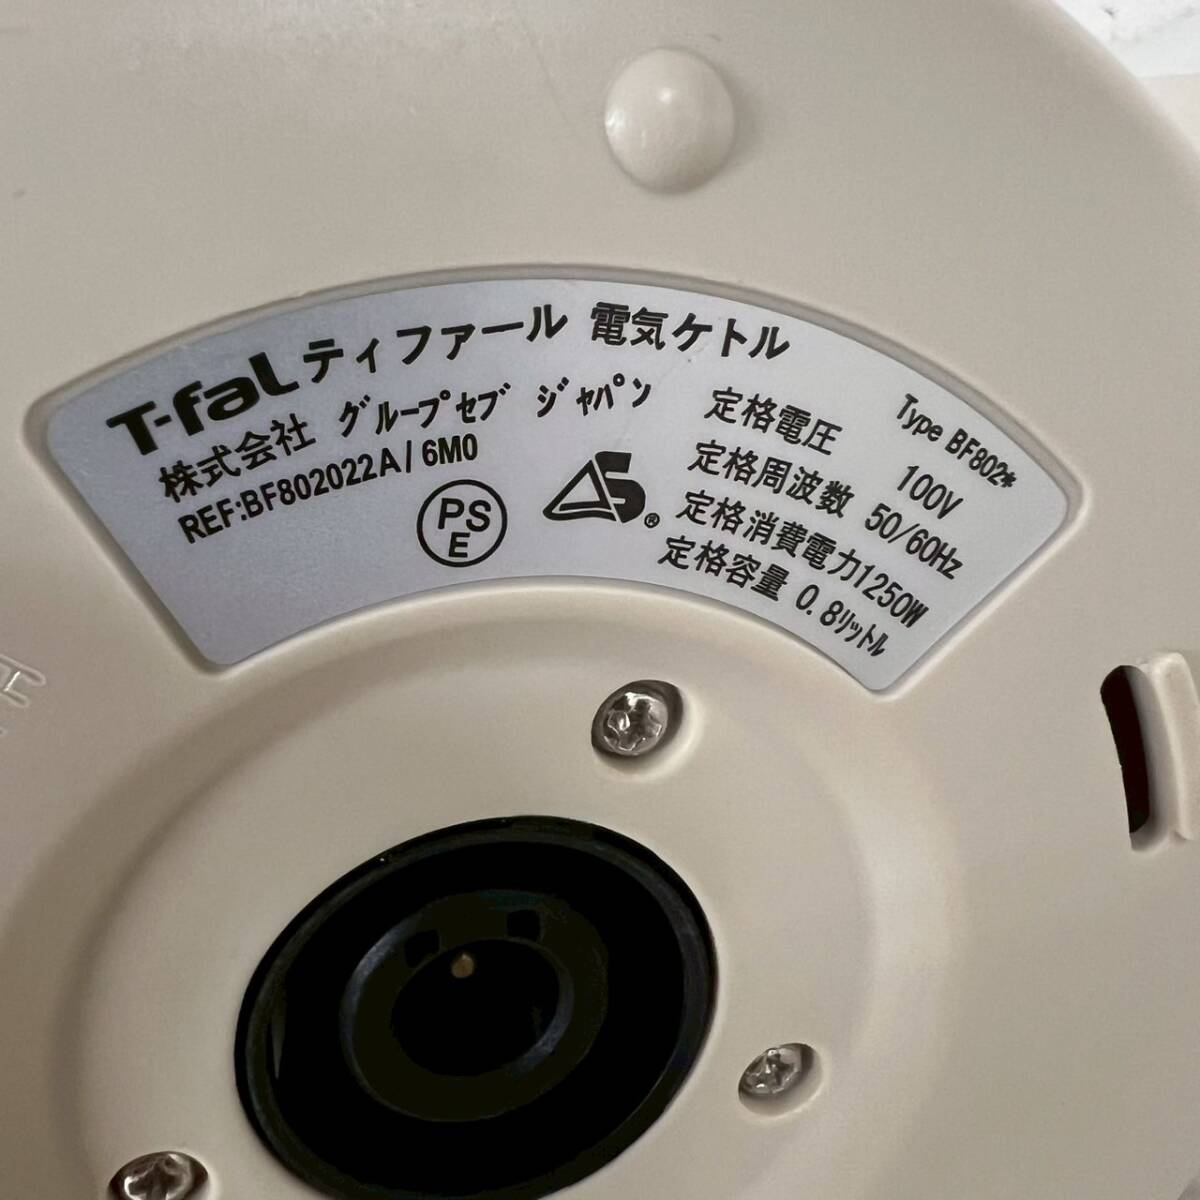 T-faL ティファール 電気ケトル
株式会社 グループセブ ジャパン
REF:BF802022A/6M0
PS
E
S®
Type BF802*
定格電圧 100V
定格周波数 50/60Hz
定格消費電力1250W
定格容量 0.8リットル